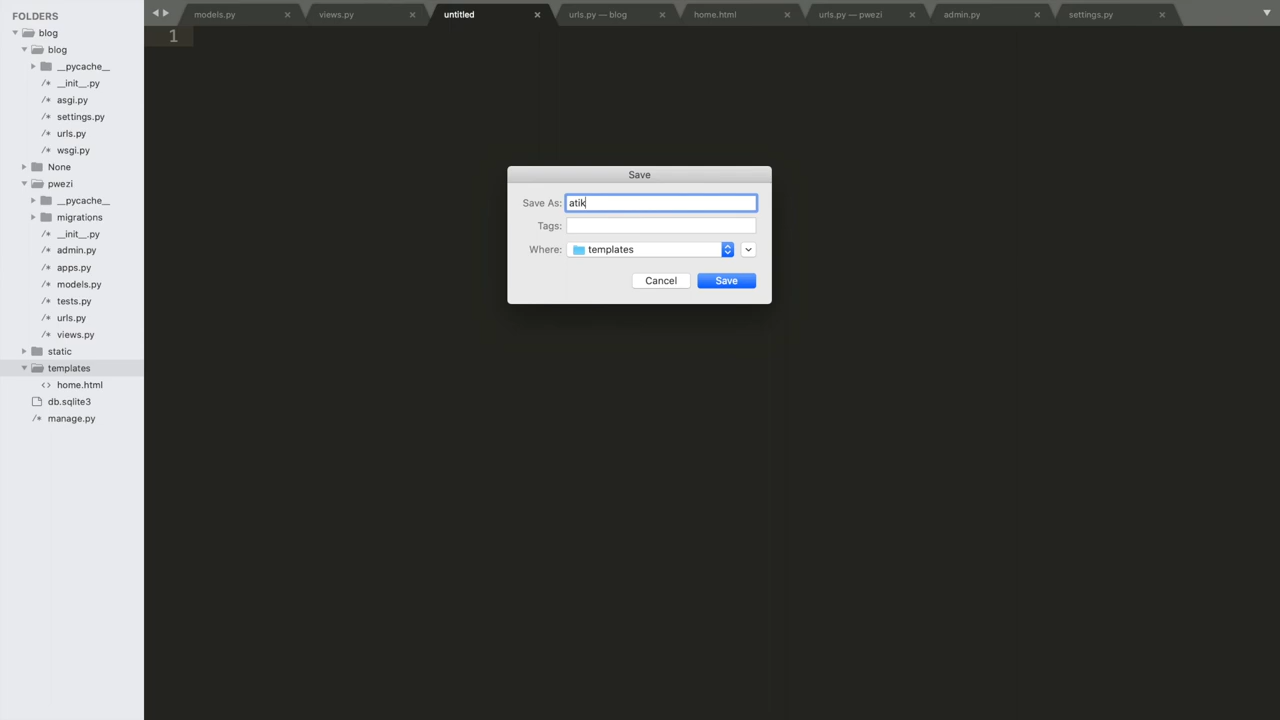 FOLDERS
blog
blog
__pycache__
__init__.py
asgi.py
settings.py
urls.py
wsgi.py
None
pwezi
__pycache__
migrations
__init__.py
admin.py
apps.py
models.py
tests.py
urls.py
views.py
static
templates
home.html
db.sqlite3
manage.py
models.py
views.py
untitled
urls.py — blog
home.html
urls.py — pwezi
admin.py
settings.py
1
Save
Save As: atik
Tags:
Where: templates
Cancel Save